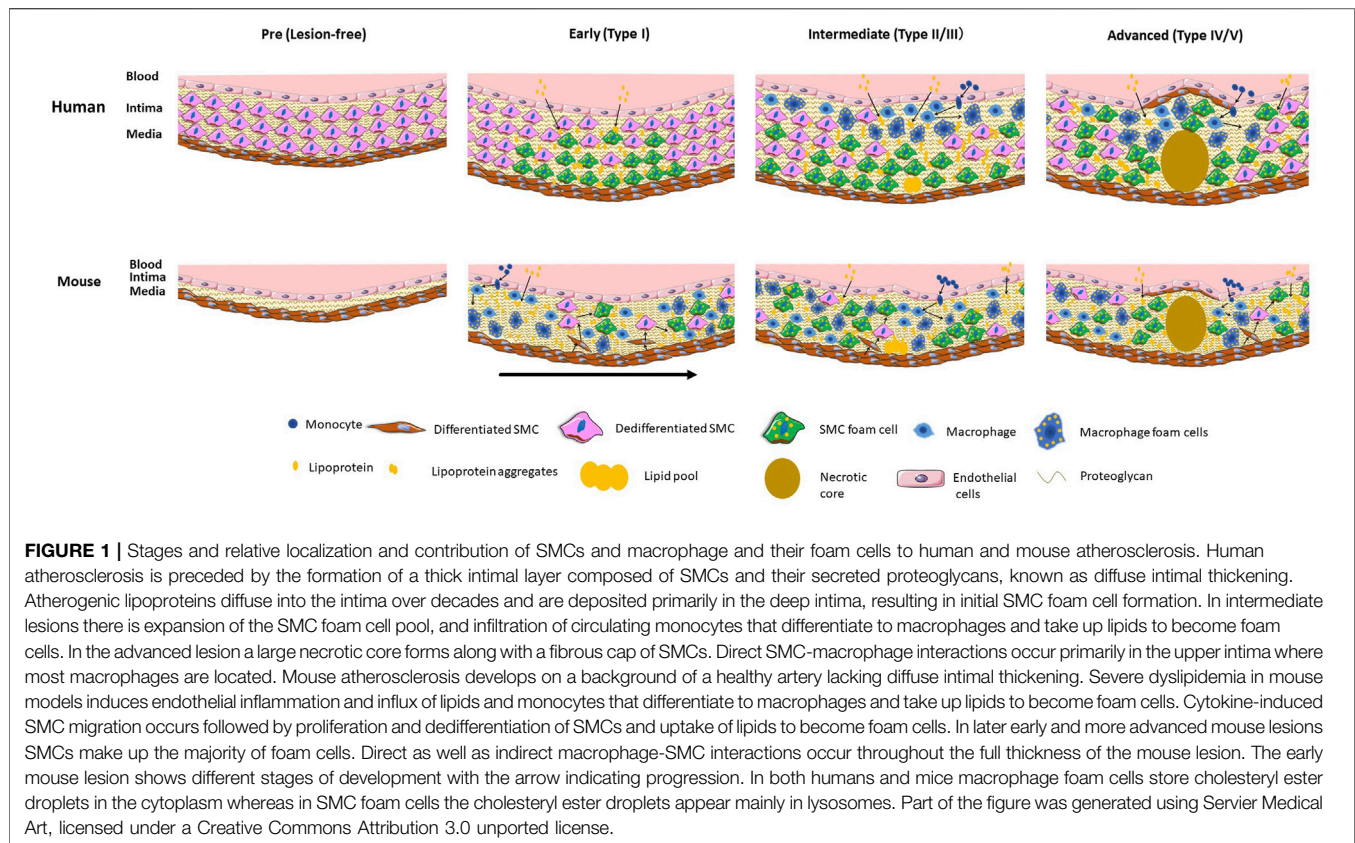 Pre (Lesion-free)
Early (Type I)
Intermediate (Type II/III)
Advanced (Type IV/V)
Human
Blood
Intima
Media
Mouse
Blood
Intima
Media
Monocyte
Differentiated SMC
Dedifferentiated SMC
SMC foam cell
Macrophage
Macrophage foam cells
Lipoprotein
Lipoprotein aggregates
Lipid pool
Necrotic
core
Endothelial
cells
Proteoglycan
FIGURE 1 | Stages and relative localization and contribution of SMCs and macrophage and their foam cells to human and mouse atherosclerosis. Human
atherosclerosis is preceded by the formation of a thick intimal layer composed of SMCs and their secreted proteoglycans, known as diffuse intimal thickening.
Atherogenic lipoproteins diffuse into the intima over decades and are deposited primarily in the deep intima, resulting in initial SMC foam cell formation. In intermediate
lesions there is expansion of the SMC foam cell pool, and infiltration of circulating monocytes that differentiate to macrophages and take up lipids to become foam
cells. In the advanced lesion a large necrotic core forms along with a fibrous cap of SMCs. Direct SMC-macrophage interactions occur primarily in the upper intima where
most macrophages are located. Mouse atherosclerosis develops on a background of a healthy artery lacking diffuse intimal thickening. Severe dyslipidemia in mouse
models induces endothelial inflammation and influx of lipids and monocytes that differentiate to macrophages and take up lipids to become foam cells. Cytokine-induced
SMC migration occurs followed by proliferation and dedifferentiation of SMCs and uptake of lipids to become foam cells. In later early and more advanced mouse lesions
SMCs make up the majority of foam cells. Direct as well as indirect macrophage-SMC interactions occur throughout the full thickness of the mouse lesion. The early
mouse lesion shows different stages of development with the arrow indicating progression. In both humans and mice macrophage foam cells store cholesteryl ester
droplets in the cytoplasm whereas in SMC foam cells the cholesteryl ester droplets appear mainly in lysosomes. Part of the figure was generated using Servier Medical
Art, licensed under a Creative Commons Attribution 3.0 unported license.